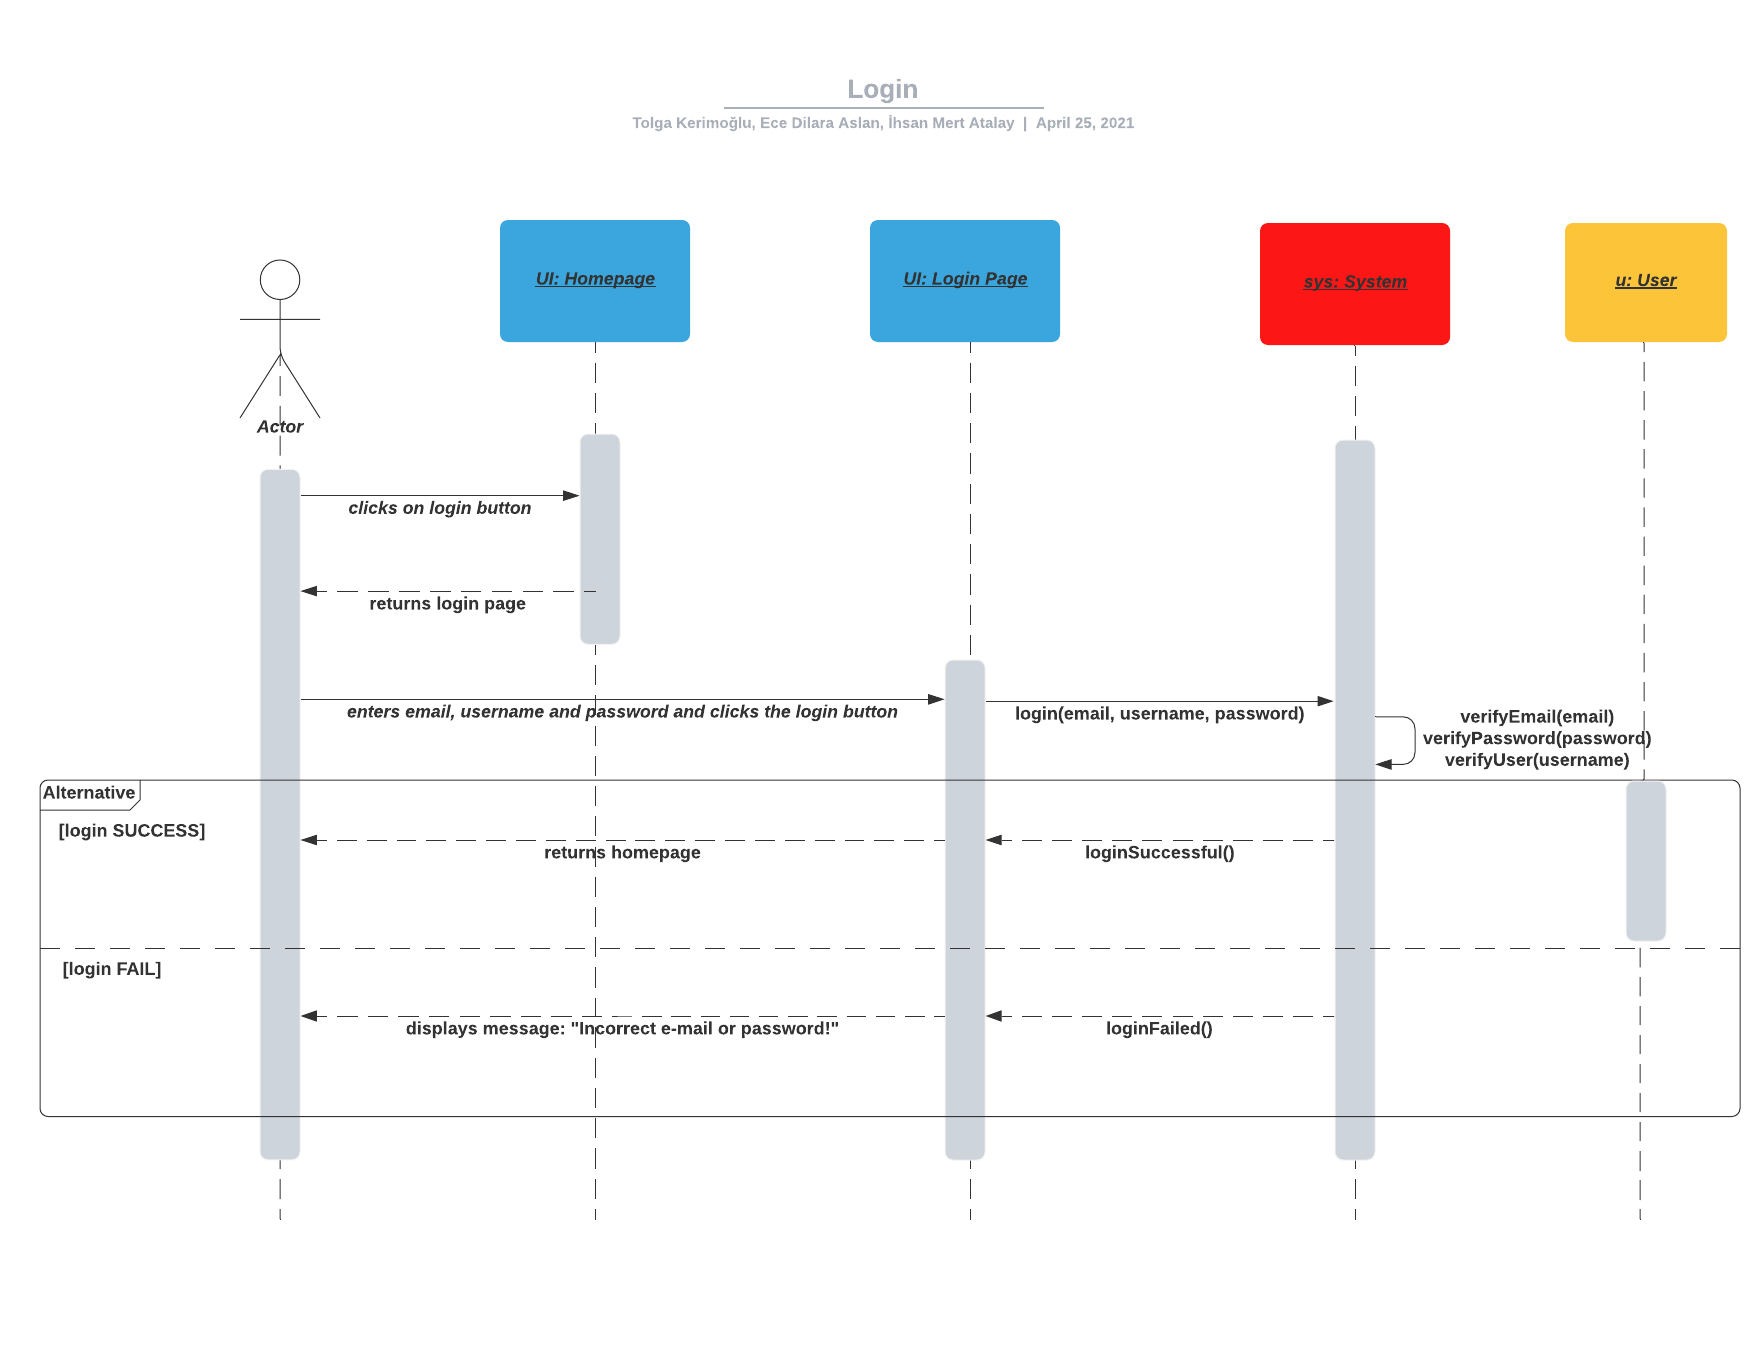 Login
Tolga Kerimoğlu, Ece Dilara Aslan, İhsan Mert Atalay | April 25, 2021
UI: Homepage
UI: Login Page
sys: System
u: User
Actor
clicks on login button
returns login page
enters email, username and password and clicks the login button
login(email, username, password)
verifyEmail(email)
verifyPassword(password)
verifyUser(username)
Alternative
[login SUCCESS]
returns homepage
loginSuccessful()
[login FAIL]
displays message: "Incorrect e-mail or password!"
loginFailed()